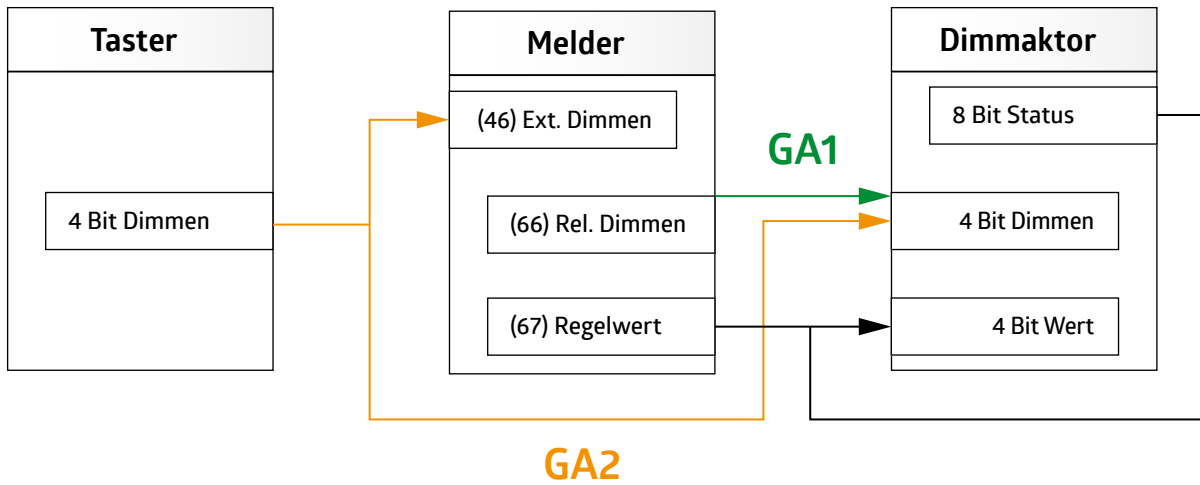 Taster
Melder
Dimmaktor
(46) Ext. Dimmen
8 Bit Status
GA1
4 Bit Dimmen
(66) Rel. Dimmen
4 Bit Dimmen
(67) Regelwert
4 Bit Wert
GA2